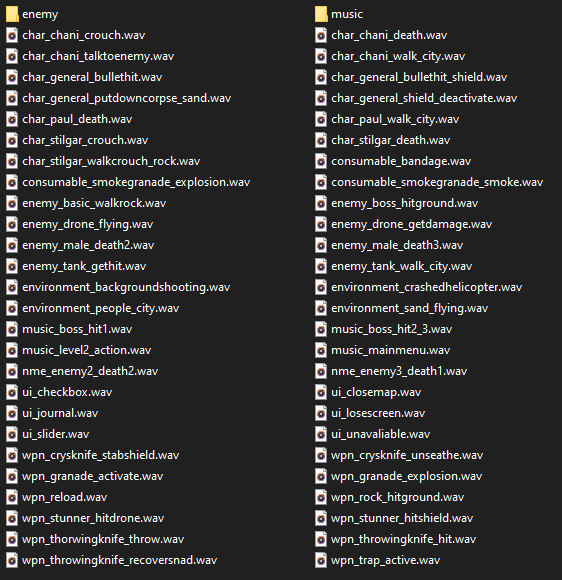 enemy music
char_chani_crouch.wav char_chani_death.wav
char_chani_talktoenemy.wav char_chani_walk_city.wav
char_general_bullethit.wav char_general_bullethit_shield.wav
char_general_putdowncorpse_sand.wav char_general_shield_deactivate.wav
char_paul_death.wav char_paul_walk_city.wav
char_stilgar_crouch.wav char_stilgar_death.wav
char_stilgar_walkcrouch_rock.wav consumable_bandage.wav
consumable_smokegranade_explosion.wav consumable_smokegranade_smoke.wav
enemy_basic_walkrock.wav enemy_boss_hitground.wav
enemy_drone_flying.wav enemy_drone_getdamage.wav
enemy_male_death2.wav enemy_male_death3.wav
enemy_tank_gethit.wav enemy_tank_walk_city.wav
environment_backgroundshooting.wav environment_crashedhelicopter.wav
environment_people_city.wav environment_sand_flying.wav
music_boss_hit1.wav music_boss_hit2_3.wav
music_level2_action.wav music_mainmenu.wav
nme_enemy2_death2.wav nme_enemy3_death1.wav
ui_checkbox.wav ui_closemap.wav
ui_journal.wav ui_losescreen.wav
ui_slider.wav ui_unavaliable.wav
wpn_crysknife_stabshield.wav wpn_crysknife_unseathe.wav
wpn_granade_activate.wav wpn_granade_explosion.wav
wpn_reload.wav wpn_rock_hitground.wav
wpn_stunner_hitdrone.wav wpn_stunner_hitshield.wav
wpn_thorwingknife_throw.wav wpn_throwingknife_hit.wav
wpn_throwingknife_recoversnad.wav wpn_trap_active.wav